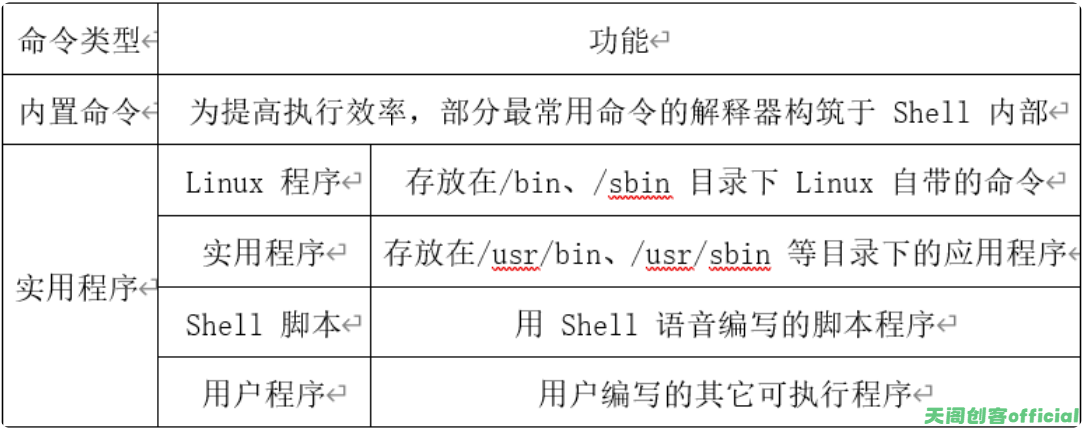 命令类型 功能
内置命令 为提高执行效率，部分最常用命令的解释器构筑于 Shell 内部
Linux 程序 存放在/bin、/sbin 目录下 Linux 自带的命令
实用程序 存放在/usr/bin、/usr/sbin 等目录下的应用程序
实用程序
Shell 脚本 用 Shell 语音编写的脚本程序
用户程序 用户编写的其它可执行程序
天阁创客official